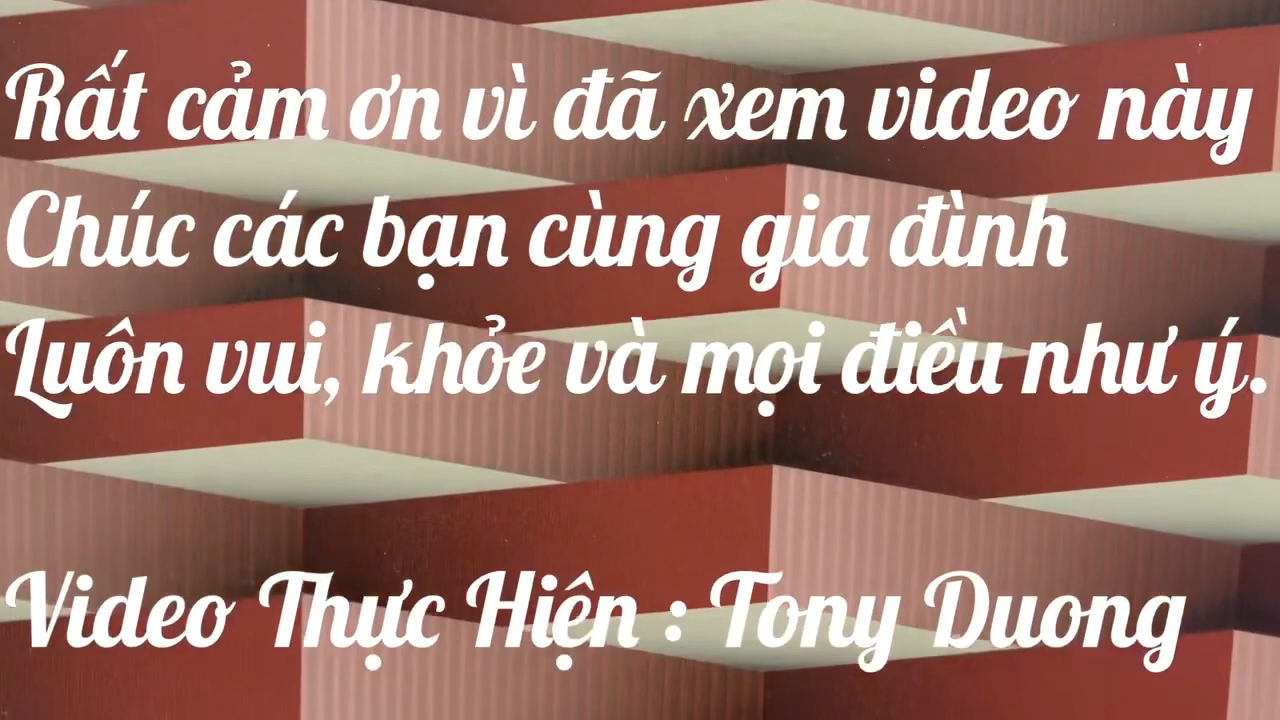 Rất cảm ơn vì đã xem video này
Chúc các bạn cùng gia đình
Luôn vui, khỏe và mọi điều như ý.
Video Thực Hiện : Tony Duong